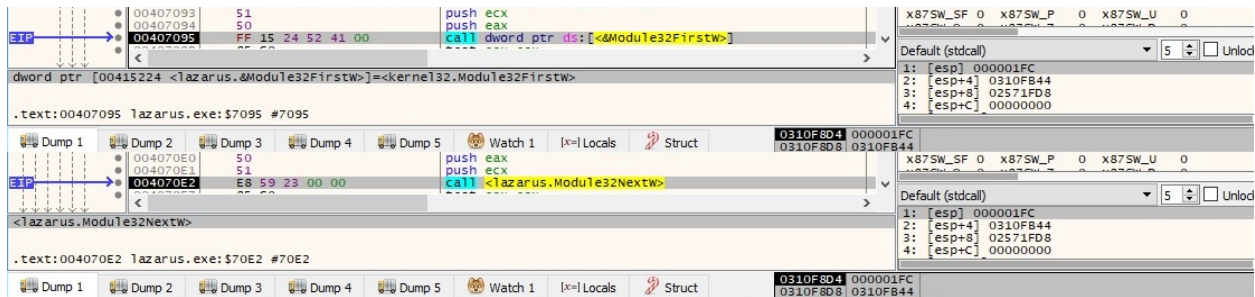 00407093 51 push ecx x87SW_SF 0 x87SW_P 0 x87SW_U 0
00407094 50 push eax
EIP 00407095 FF 15 24 52 41 00 call dword ptr ds:[<&Module32FirstW>]
Default (stdcall) 5 Unloc
1: [esp] 000001FC
dword ptr [00415224 <lazarus.&Module32FirstW>]=<kernel32.Module32FirstW> 2: [esp+4] 0310FB44
3: [esp+8] 02571FD8
4: [esp+C] 00000000
.text:00407095 lazarus.exe:$7095 #7095
Dump 1 Dump 2 Dump 3 Dump 4 Dump 5 Watch 1 [x=] Locals Struct 0310F8D4 000001FC
0310F8D8 0310FB44
004070E0 50 push eax x87SW_SF 0 x87SW_P 0 x87SW_U 0
004070E1 51 push ecx
EIP 004070E2 E8 59 23 00 00 call <lazarus.Module32NextW>
Default (stdcall) 5 Unloc
1: [esp] 000001FC
<lazarus.Module32NextW> 2: [esp+4] 0310FB44
3: [esp+8] 02571FD8
4: [esp+C] 00000000
.text:004070E2 lazarus.exe:$70E2 #70E2
Dump 1 Dump 2 Dump 3 Dump 4 Dump 5 Watch 1 [x=] Locals Struct 0310F8D4 000001FC
0310F8D8 0310FB44